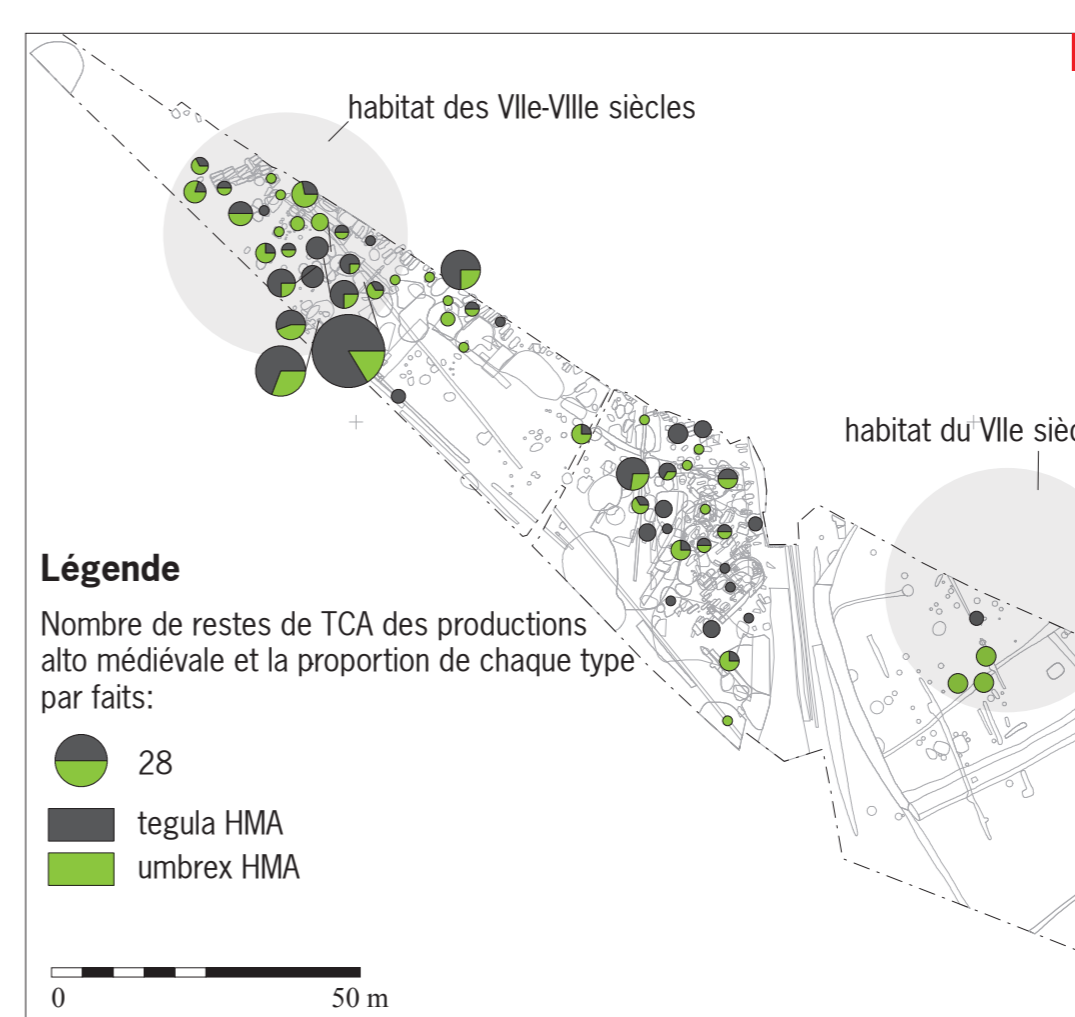 habitat des VIIe-VIIIe siècles
habitat du VIIe sièc
Légende
Nombre de restes de TCA des productions
alto médiévale et la proportion de chaque type
par faits:
28
tegula HMA
umbrex HMA
0 50 m